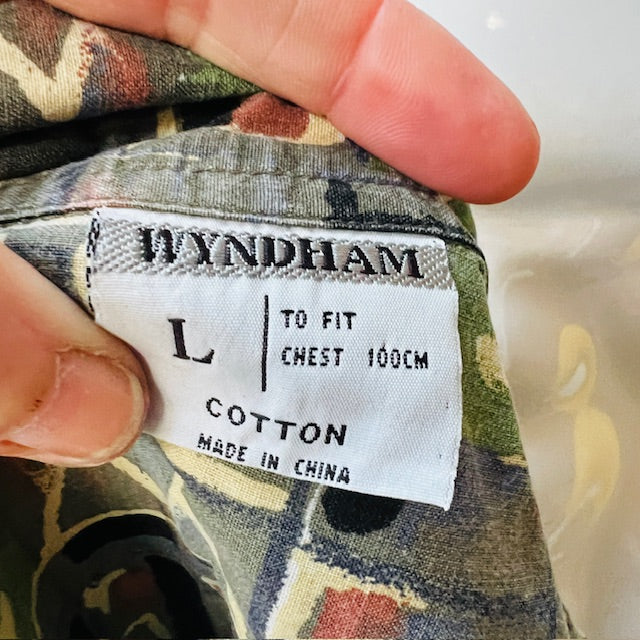 WYNDHAM
L
TO FIT
CHEST 100CM
COTTON
MADE IN CHINA